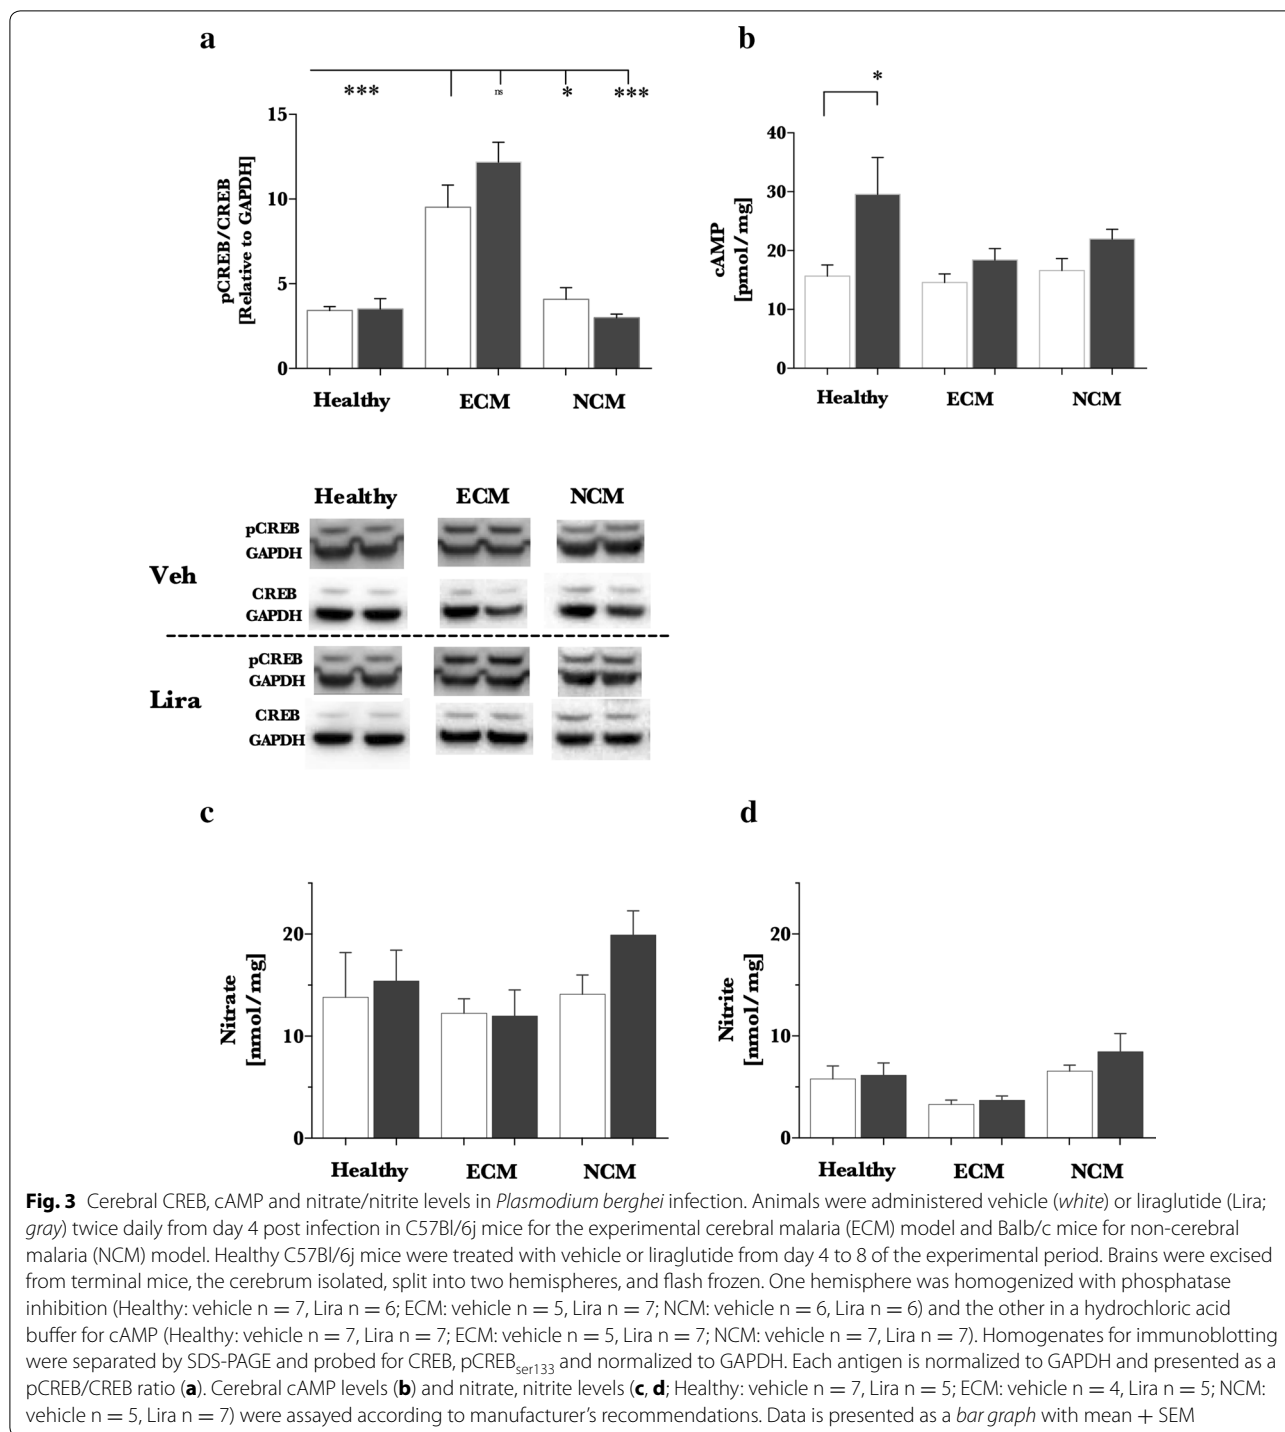 a
b
*** ns * ***
*
15
10
5
0
pCREB/CREB
[Relative to GAPDH]
Healthy ECM NCM
40
30
20
10
0
cAMP
[pmol/mg]
Healthy ECM NCM
Healthy ECM NCM
Veh
pCREB
GAPDH
CREB
GAPDH
Lira
pCREB
GAPDH
CREB
GAPDH
c
d
20
10
0
Nitrate
[nmol/mg]
Healthy ECM NCM
20
10
0
Nitrite
[nmol/mg]
Healthy ECM NCM
Fig. 3 Cerebral CREB, cAMP and nitrate/nitrite levels in Plasmodium berghei infection. Animals were administered vehicle (white) or liraglutide (Lira;
gray) twice daily from day 4 post infection in C57Bl/6j mice for the experimental cerebral malaria (ECM) model and Balb/c mice for non-cerebral
malaria (NCM) model. Healthy C57Bl/6j mice were treated with vehicle or liraglutide from day 4 to 8 of the experimental period. Brains were excised
from terminal mice, the cerebrum isolated, split into two hemispheres, and flash frozen. One hemisphere was homogenized with phosphatase
inhibition (Healthy: vehicle n = 7, Lira n = 6; ECM: vehicle n = 5, Lira n = 7; NCM: vehicle n = 6, Lira n = 6) and the other in a hydrochloric acid
buffer for cAMP (Healthy: vehicle n = 7, Lira n = 7; ECM: vehicle n = 5, Lira n = 7; NCM: vehicle n = 7, Lira n = 7). Homogenates for immunoblotting
were separated by SDS-PAGE and probed for CREB, pCREBser133 and normalized to GAPDH. Each antigen is normalized to GAPDH and presented as a
pCREB/CREB ratio (a). Cerebral cAMP levels (b) and nitrate, nitrite levels (c, d; Healthy: vehicle n = 7, Lira n = 5; ECM: vehicle n = 4, Lira n = 5; NCM:
vehicle n = 5, Lira n = 7) were assayed according to manufacturer's recommendations. Data is presented as a bar graph with mean + SEM